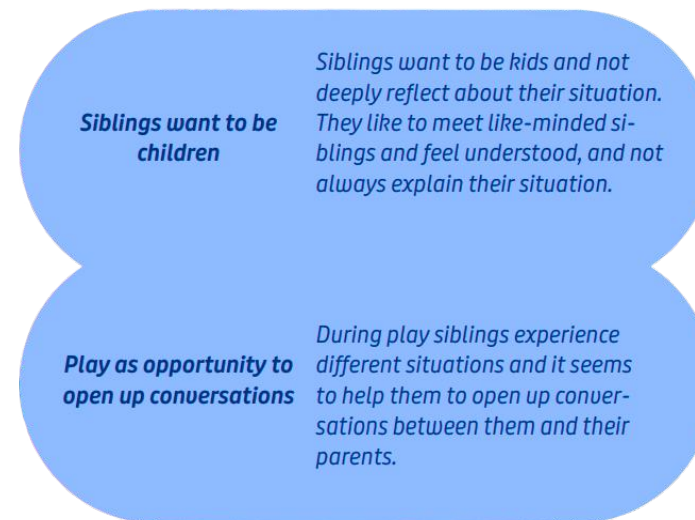 Siblings want to be
children
Siblings want to be kids and not
deeply reflect about their situation.
They like to meet like-minded si-
blings and feel understood, and not
always explain their situation.
Play as opportunity to
open up conversations
During play siblings experience
different situations and it seems
to help them to open up conver-
sations between them and their
parents.